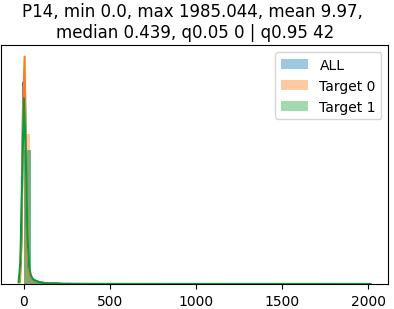 P14, min 0.0, max 1985.044, mean 9.97,
median 0.439, q0.05 0 | q0.95 42
ALL
Target 0
Target 1
0 500 1000 1500 2000